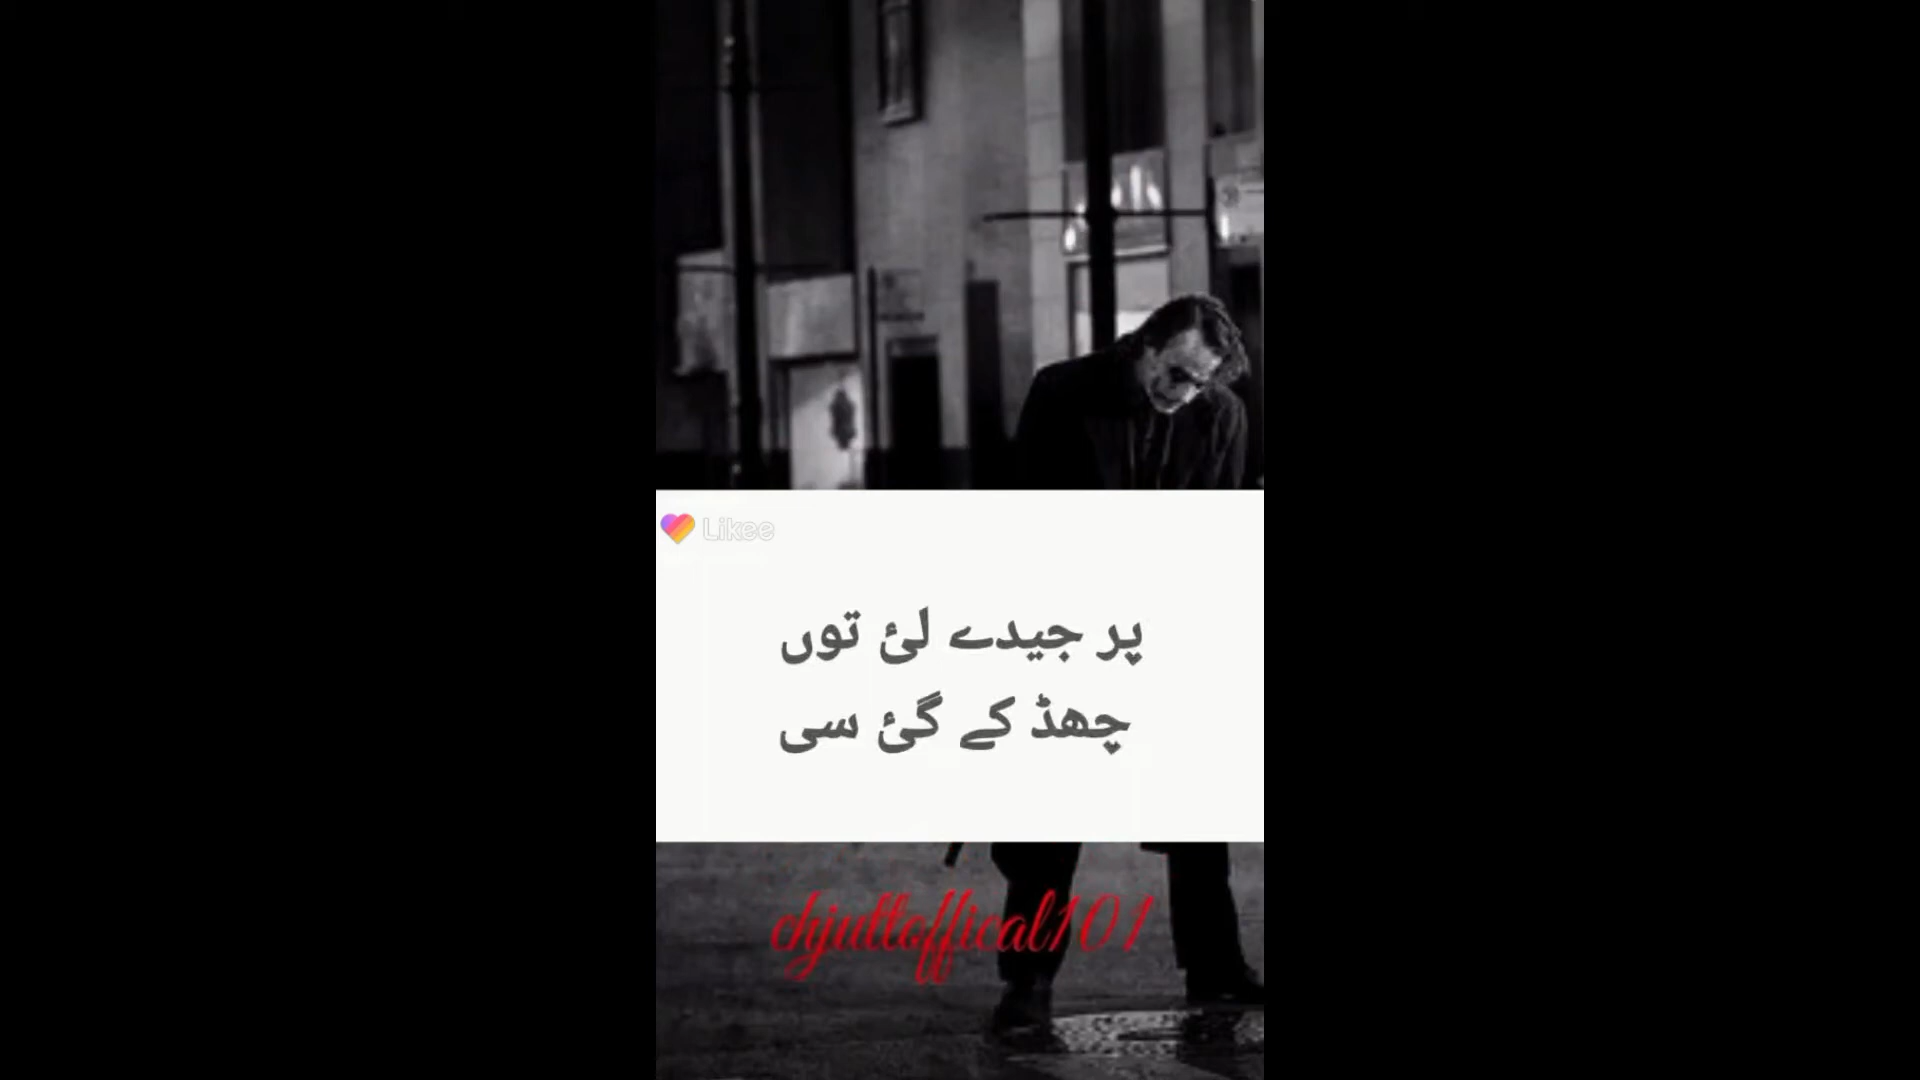 Likee
پر جیدے لئ توں
چھڈ کے گئ سی
chjuttoffical101